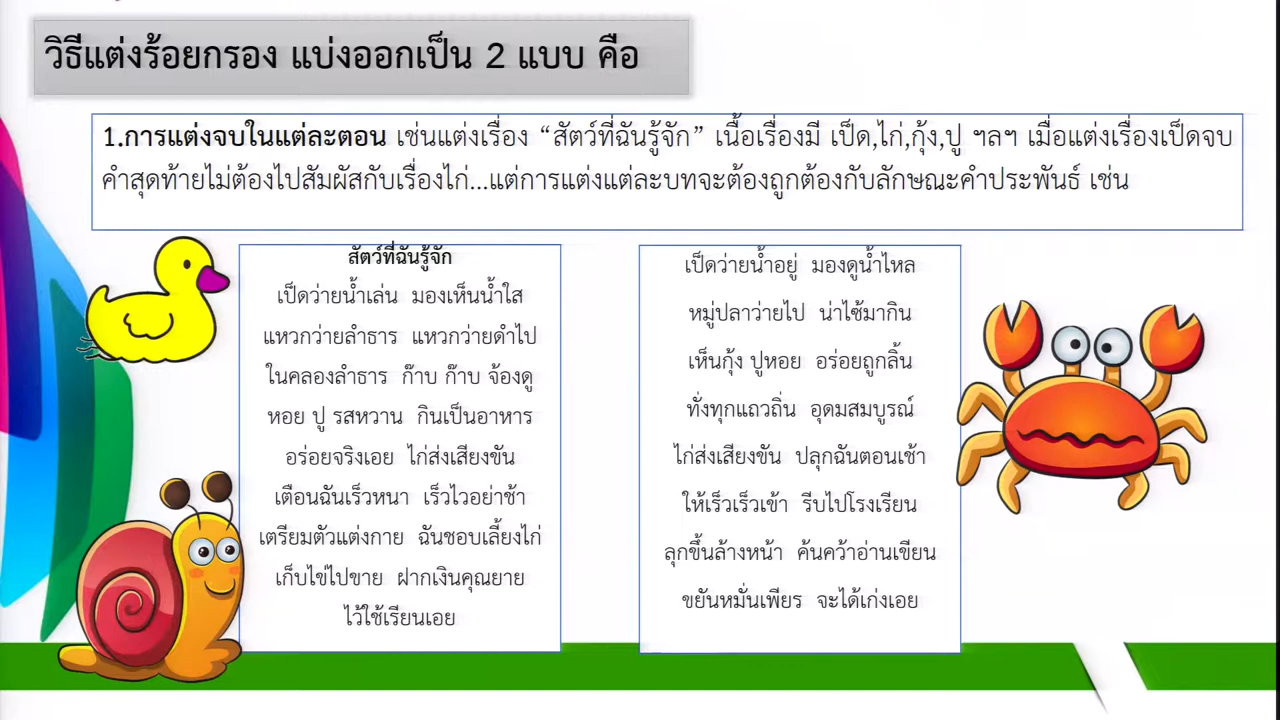 วิธีแต่งร้อยกรอง แบ่งออกเป็น 2 แบบ คือ
1.การแต่งจบในแต่ละตอน เช่นแต่งเรื่อง “สัตว์ที่ฉันรู้จัก” เนื้อเรื่องมี เป็ด,ไก่,กุ้ง,ปู ฯลฯ เมื่อแต่งเรื่องเป็ดจบ
คำสุดท้ายไม่ต้องไปสัมผัสกับเรื่องไก่...แต่การแต่งแต่ละบทจะต้องถูกต้องกับลักษณะคำประพันธ์ เช่น
สัตว์ที่ฉันรู้จัก
เป็ดว่ายน้ำเล่น มองเห็นน้ำใส
แหวกว่ายลำธาร แหวกว่ายดำไป
ในคลองลำธาร ก๊าบ ก๊าบ จ้องดู
หอย ปู รสหวาน กินเป็นอาหาร
อร่อยจริงเอย ไก่ส่งเสียงขัน
เตือนฉันเร็วหนา เร็วไวอย่าช้า
เตรียมตัวแต่งกาย ฉันชอบเลี้ยงไก่
เก็บไข่ไปขาย ฝากเงินคุณยาย
ไว้ใช้เรียนเอย
เป็ดว่ายน้ำอยู่ มองดูน้ำไหล
หมู่ปลาว่ายไป น่าไซ้มากิน
เห็นกุ้ง ปูหอย อร่อยถูกลิ้น
ทั่งทุกแถวถิ่น อุดมสมบูรณ์
ไก่ส่งเสียงขัน ปลุกฉันตอนเช้า
ให้เร็วเร็วเข้า รีบไปโรงเรียน
ลุกขึ้นล้างหน้า ค้นคว้าอ่านเขียน
ขยันหมั่นเพียร จะได้เก่งเอย